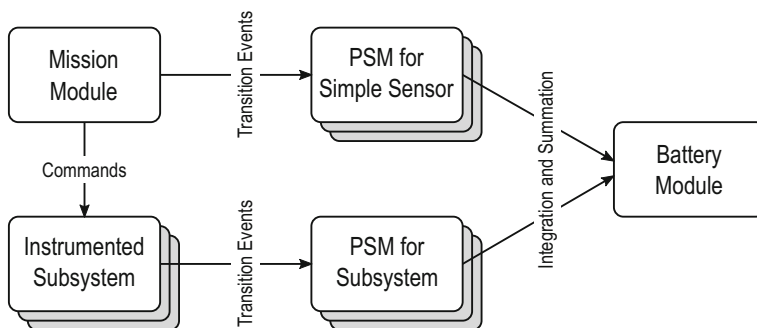 Mission
Module
Transition Events
PSM for
Simple Sensor
Integration and Summation
Battery
Module
Commands
Instrumented
Subsystem
Transition Events
PSM for
Subsystem